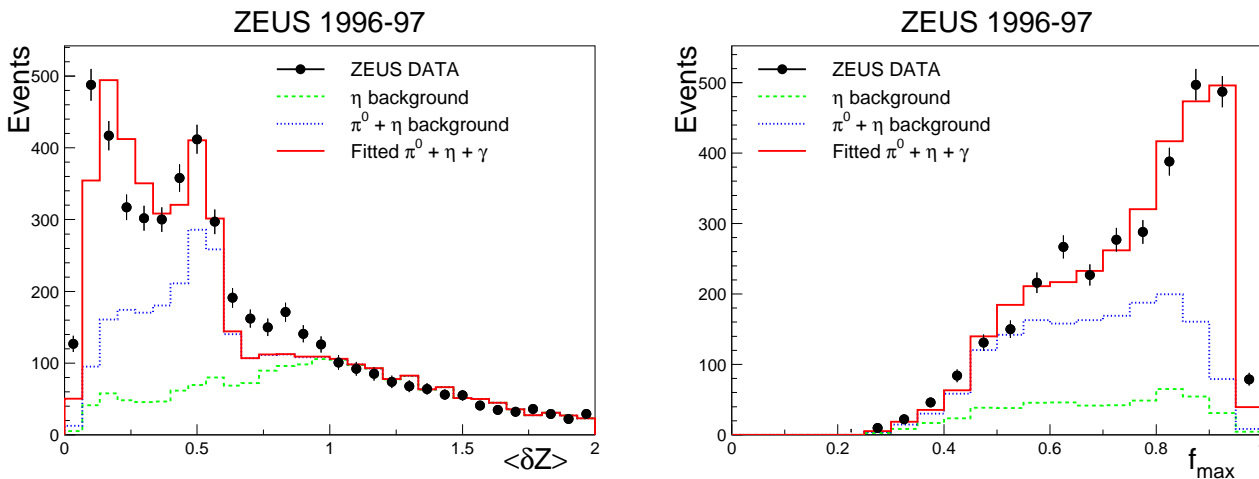 ZEUS 1996-97
Events
500
400
300
200
100
0
ZEUS DATA
η background
π⁰ + η background
Fitted π⁰ + η + γ
0
0.5
1
1.5
2
<δZ>
ZEUS 1996-97
Events
500
400
300
200
100
0
ZEUS DATA
η background
π⁰ + η background
Fitted π⁰ + η + γ
0
0.2
0.4
0.6
0.8
f_max